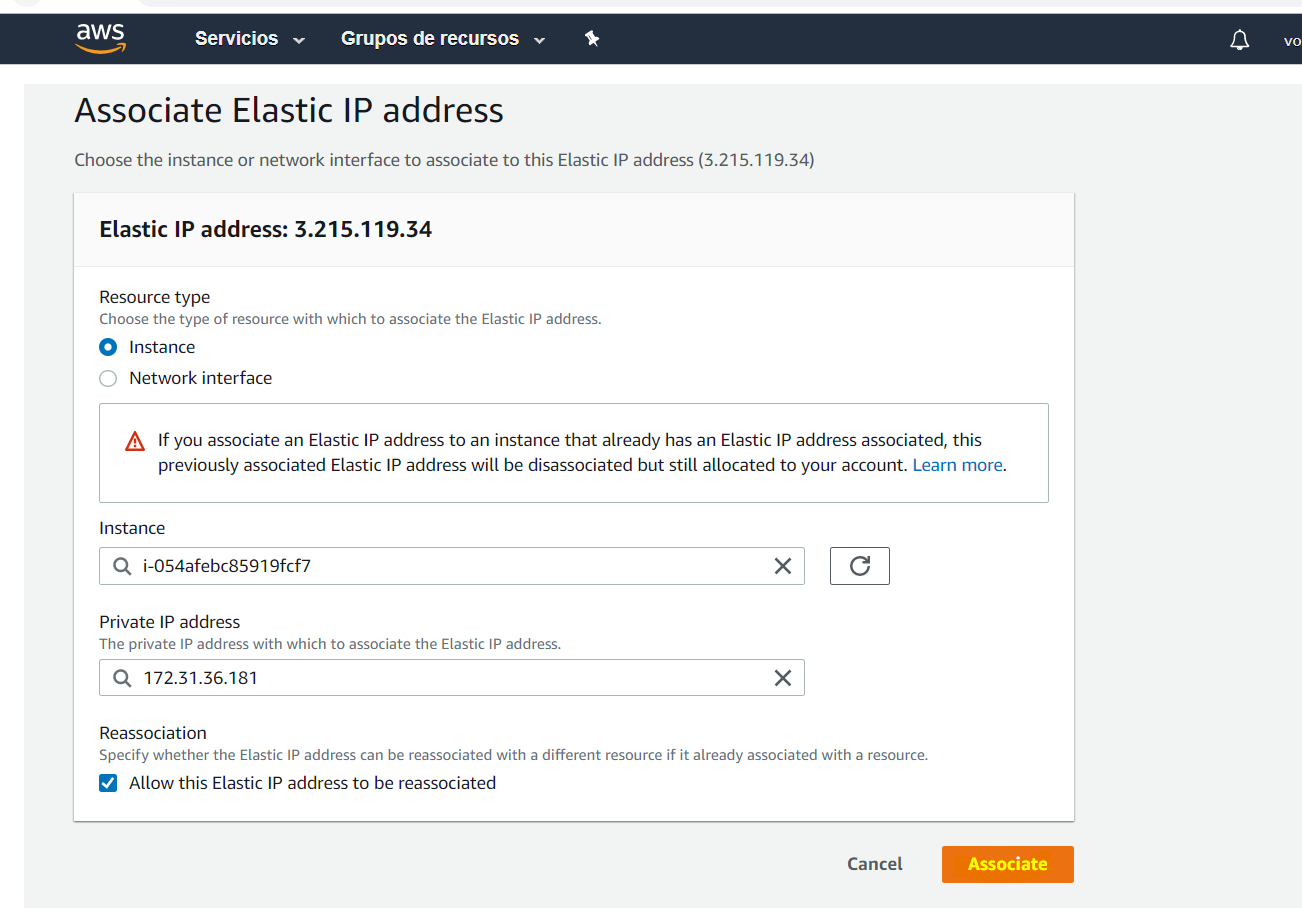 aws
Servicios Grupos de recursos vo
Associate Elastic IP address
Choose the instance or network interface to associate to this Elastic IP address (3.215.119.34)
Elastic IP address: 3.215.119.34
Resource type
Choose the type of resource with which to associate the Elastic IP address.
Instance
Network interface
If you associate an Elastic IP address to an instance that already has an Elastic IP address associated, this
previously associated Elastic IP address will be disassociated but still allocated to your account. Learn more.
Instance
i-054afebc85919fcf7
Private IP address
The private IP address with which to associate the Elastic IP address.
172.31.36.181
Reassociation
Specify whether the Elastic IP address can be reassociated with a different resource if it already associated with a resource.
Allow this Elastic IP address to be reassociated
Cancel Associate